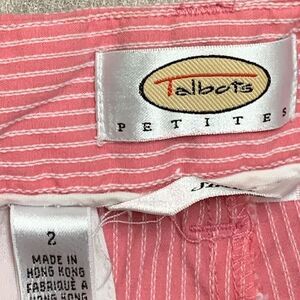 Talbots
PETITES
2
MADE IN
HONG KONG
FABRIQUÉ À
HONG KONG